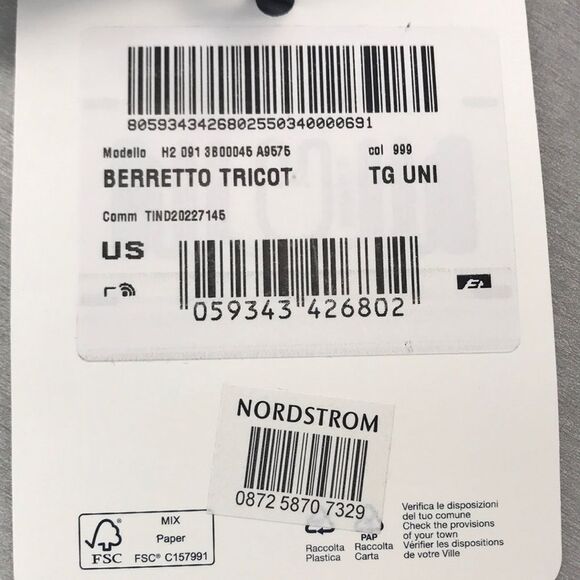 8059343426802550340000691
Modello H2 091 3B00045 A9575 col 999
BERRETTO TRICOT TG UNI
Comm TIND20227145
US
059343 426802
NORDSTROM
0872 5870 7329
MIX
Paper
FSC
FSC® C157991
PAP
Raccolta Plastica
Raccolta Carta
Verifica le disposizioni
del tuo comune
Check the provisions
of your town
Vérifier les dispositions
de votre Ville